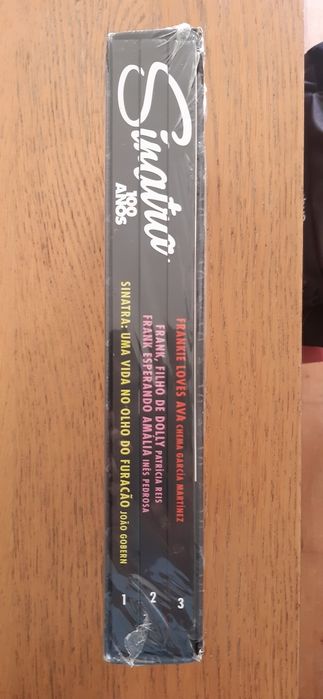 Sinatra
100
ANOS
SINATRA: UMA VIDA NO OLHO DO FURACÃO JOÃO GOBERN
FRANK, FILHO DE DOLLY PATRÍCIA REIS
FRANK ESPERANDO AMÁLIA INÊS PEDROSA
FRANKIE LOVES AVA CHEMA GARCÍA MARTÍNEZ
1 2 3